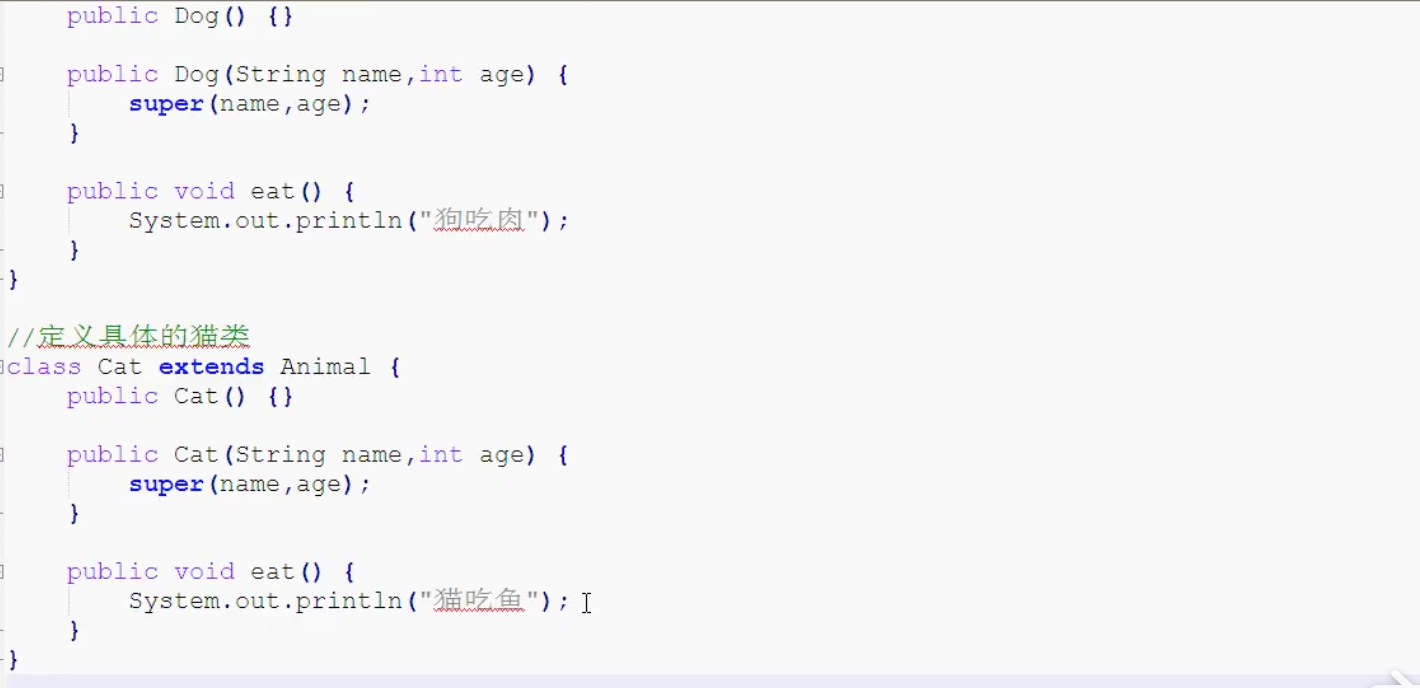 public Dog() {}
public Dog(String name,int age) {
super(name,age);
}
public void eat() {
System.out.println("狗吃肉");
}
}
//定义具体的猫类
class Cat extends Animal {
public Cat() {}
public Cat(String name,int age) {
super(name,age);
}
public void eat() {
System.out.println("猫吃鱼");
}
}